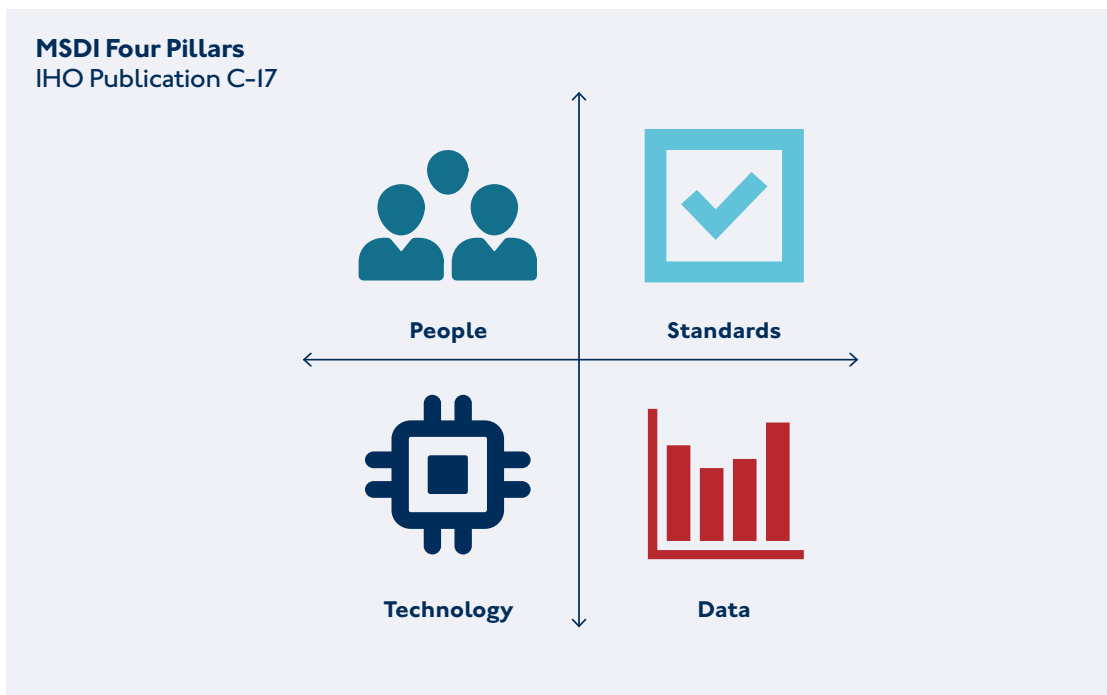 MSDI Four Pillars
IHO Publication C-17
People
Standards
Technology
Data